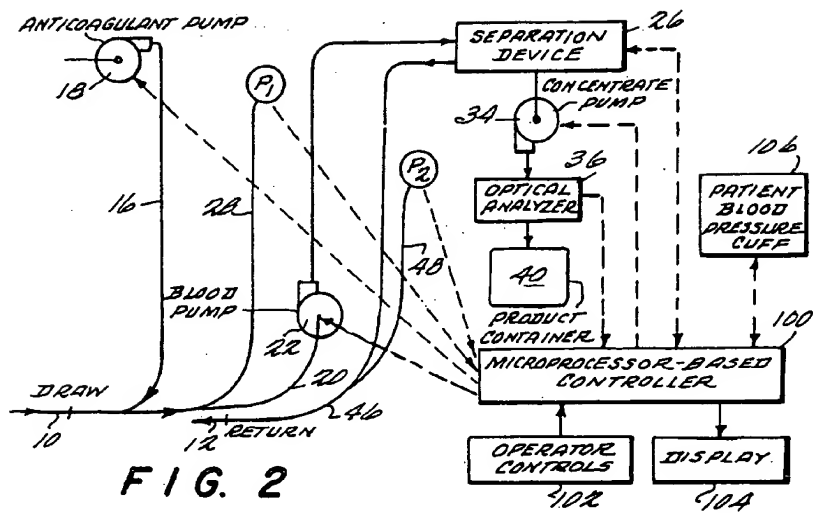 ANTICOAGULANT PUMP
18
16
P1
28
SEPARATION
DEVICE
26
CONCENTRATE
PUMP
34
P2
36
OPTICAL
ANALYZER
48
106
PATIENT
BLOOD
PRESSURE
CUFF
40
PRODUCT
CONTAINER
BLOOD
PUMP
22
100
MICROPROCESSOR-BASED
CONTROLLER
DRAW
10
20
12
RETURN
46
OPERATOR
CONTROLS
102
DISPLAY
104
FIG. 2